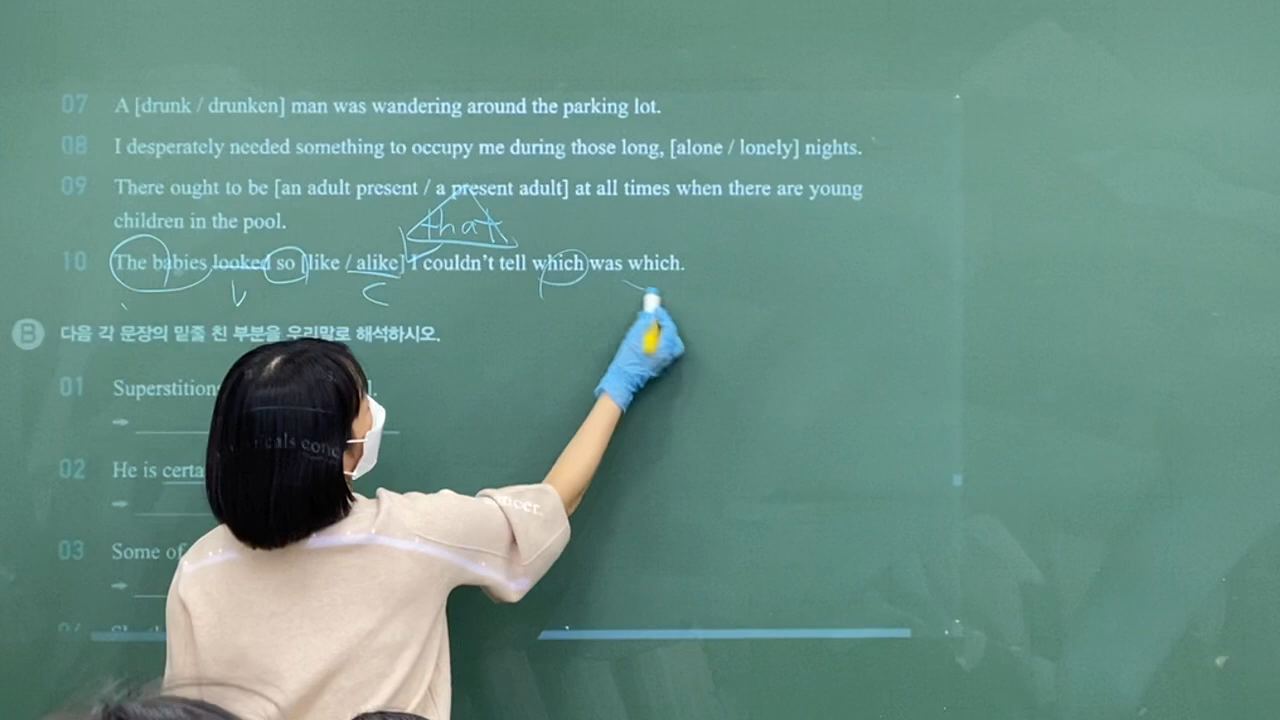 07 A [drunk / drunken] man was wandering around the parking lot.
08 I desperately needed something to occupy me during those long, [alone / lonely] nights.
09 There ought to be [an adult present / a present adult] at all times when there are young
children in the pool.
that
10 The babies looked so [like / alike] I couldn't tell which was which.
V C
B 다음 각 문장의 밑줄 친 부분을 우리말로 해석하시오.
01 Superstitions
➡
02 He is
➡
03 Some of
➡